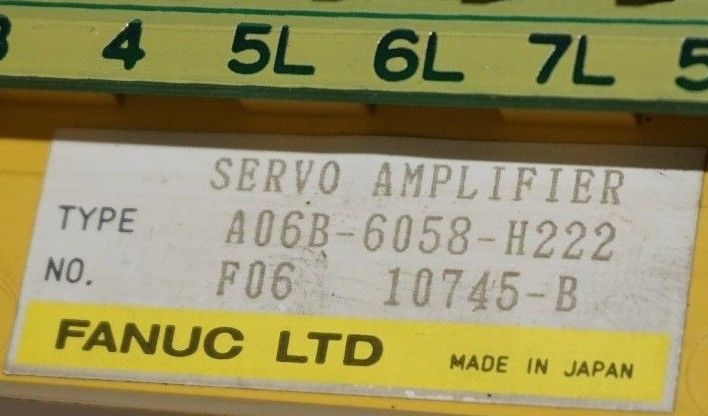 4 5L 6L 7L 5
SERVO AMPLIFIER
TYPE A06B-6058-H222
NO. F06 10745-B
FANUC LTD MADE IN JAPAN